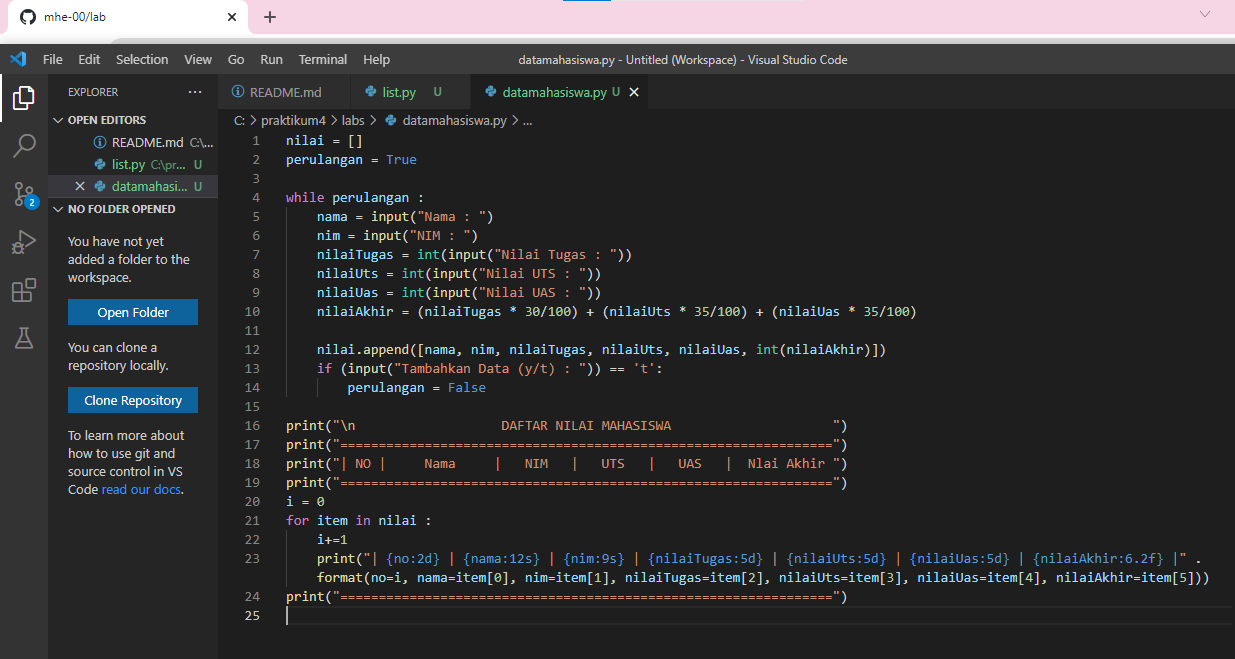 mhe-00/lab
File Edit Selection View Go Run Terminal Help
datamahasiswa.py - Untitled (Workspace) - Visual Studio Code
EXPLORER ...
OPEN EDITORS
README.md C:\...
list.py C:\pr... U
datamahasi... U
NO FOLDER OPENED
You have not yet
added a folder to the
workspace.
Open Folder
You can clone a
repository locally.
Clone Repository
To learn more about
how to use git and
source control in VS
Code read our docs.
2
README.md list.py U datamahasiswa.py U
C: > praktikum4 > labs > datamahasiswa.py > ...
1 nilai = []
2 perulangan = True
3
4 while perulangan :
5     nama = input("Nama : ")
6     nim = input("NIM : ")
7     nilaiTugas = int(input("Nilai Tugas : "))
8     nilaiUts = int(input("Nilai UTS : "))
9     nilaiUas = int(input("Nilai UAS : "))
10     nilaiAkhir = (nilaiTugas * 30/100) + (nilaiUts * 35/100) + (nilaiUas * 35/100)
11
12     nilai.append([nama, nim, nilaiTugas, nilaiUts, nilaiUas, int(nilaiAkhir)])
13     if (input("Tambahkan Data (y/t) : ")) == 't':
14         perulangan = False
15
16 print("\n                   DAFTAR NILAI MAHASISWA                     ")
17 print("================================================================")
18 print("| NO |     Nama     |   NIM   |   UTS   |   UAS   |  Nlai Akhir ")
19 print("================================================================")
20 i = 0
21 for item in nilai :
22     i+=1
23     print("| {no:2d} | {nama:12s} | {nim:9s} | {nilaiTugas:5d} | {nilaiUts:5d} | {nilaiUas:5d} | {nilaiAkhir:6.2f} |" .
    format(no=i, nama=item[0], nim=item[1], nilaiTugas=item[2], nilaiUts=item[3], nilaiUas=item[4], nilaiAkhir=item[5]))
24 print("================================================================")
25